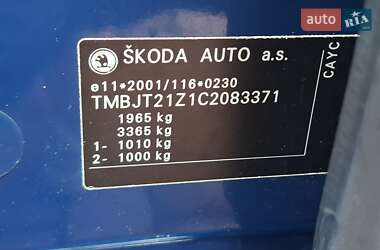 ŠKODA AUTO a.s.
e11*2001/116*0230
TMBJT21Z1C2083371
1965 kg
3365 kg
1- 1010 kg
2- 1000 kg
CAYC
auto RIA.com